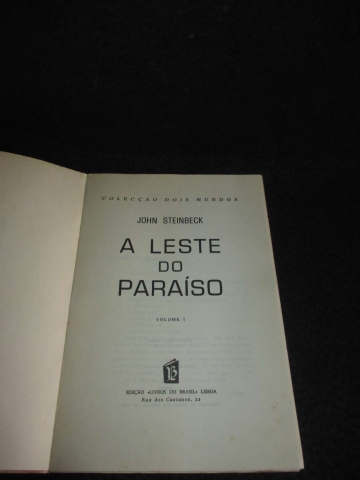 COLECÇÃO DOIS MUNDOS
JOHN STEINBECK
A LESTE
DO
PARAÍSO
VOLUME I
EDIÇÃO «LIVROS DO BRASIL» LISBOA
Rua dos Caetanos, 22